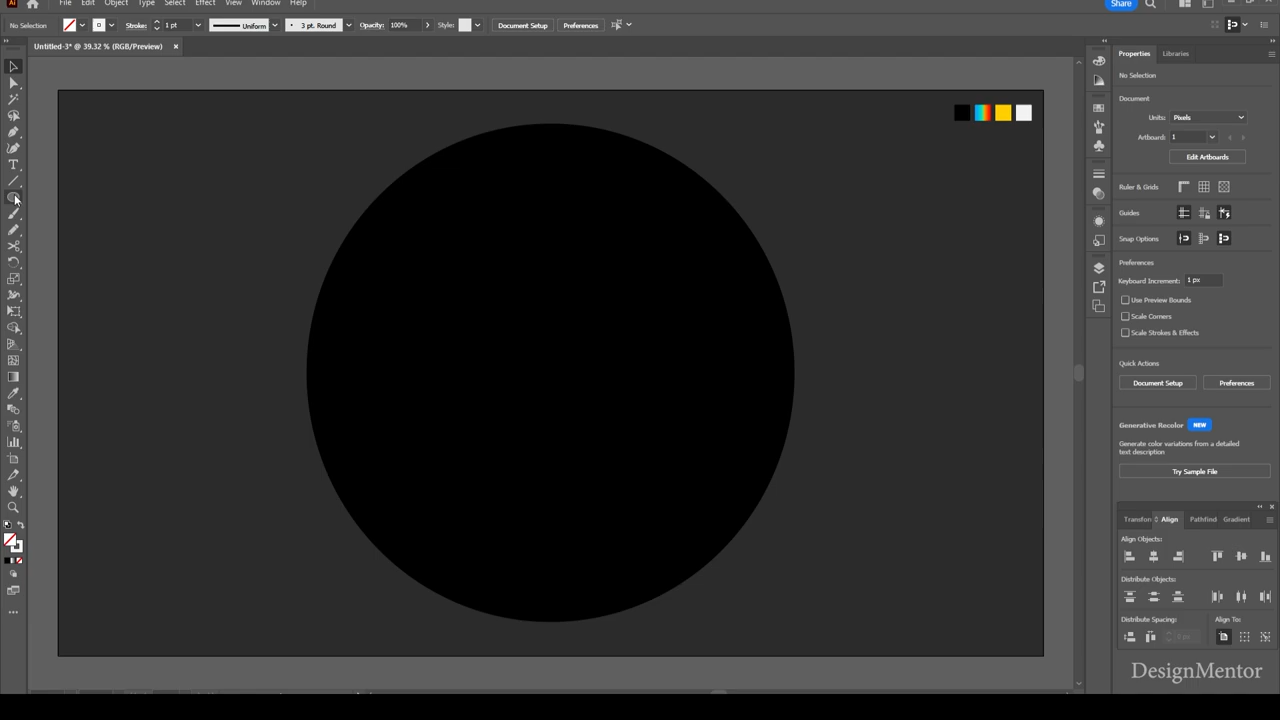 Ai File Edit Object Type Select Effect View Window Help Share
No Selection Stroke: 1 pt Uniform • 3 pt. Round Opacity: 100% Style: Document Setup Preferences
Untitled-3* @ 39.32 % (RGB/Preview) ×
Properties Libraries
No Selection
Document
Units: Pixels
Artboard: 1
Edit Artboards
Ruler & Grids
Guides
Snap Options
Preferences
Keyboard Increment: 1 px
Use Preview Bounds
Scale Corners
Scale Strokes & Effects
Quick Actions
Document Setup Preferences
Generative Recolor NEW
Generate color variations from a detailed
text description
Try Sample File
Transform Align Pathfind Gradient
Align Objects:
Distribute Objects:
Distribute Spacing: Align To:
0 px
DesignMentor